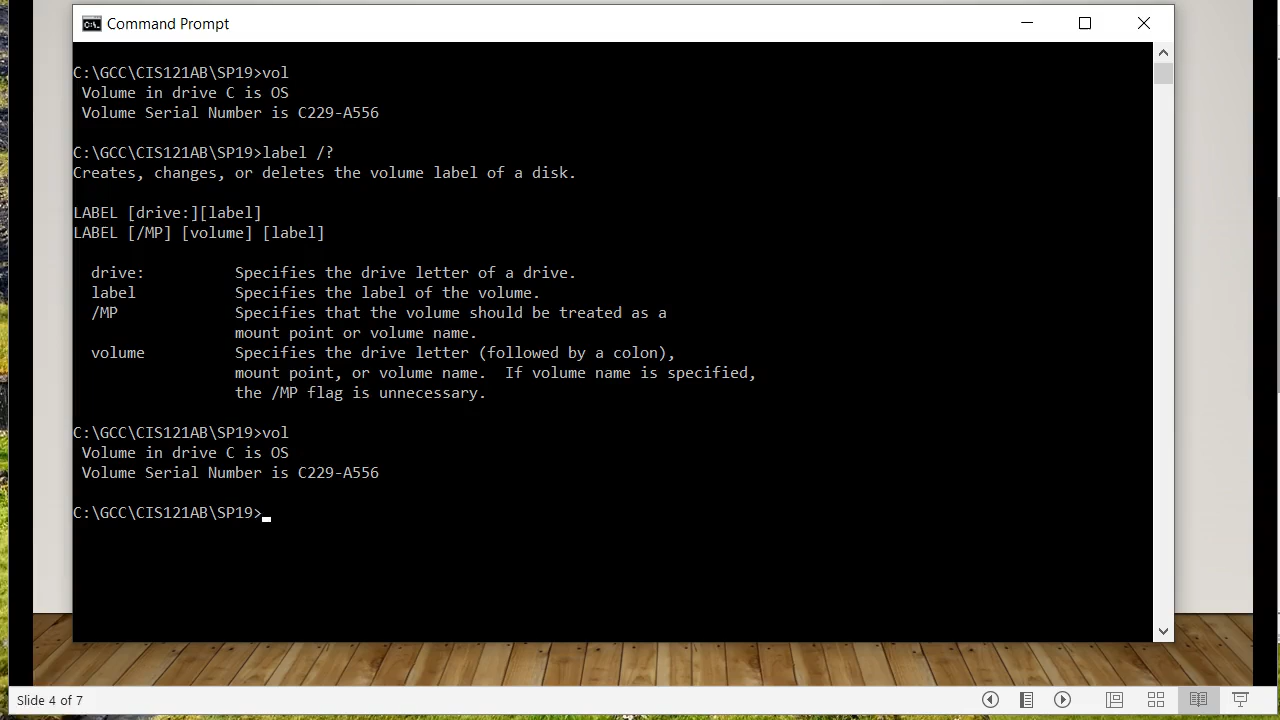 Command Prompt
C:\GCC\CIS121AB\SP19>vol
Volume in drive C is OS
Volume Serial Number is C229-A556
C:\GCC\CIS121AB\SP19>label /?
Creates, changes, or deletes the volume label of a disk.
LABEL [drive:][label]
LABEL [/MP] [volume] [label]
drive: Specifies the drive letter of a drive.
label Specifies the label of the volume.
/MP Specifies that the volume should be treated as a
mount point or volume name.
volume Specifies the drive letter (followed by a colon),
mount point, or volume name.  If volume name is specified,
the /MP flag is unnecessary.
C:\GCC\CIS121AB\SP19>vol
Volume in drive C is OS
Volume Serial Number is C229-A556
C:\GCC\CIS121AB\SP19>
Slide 4 of 7